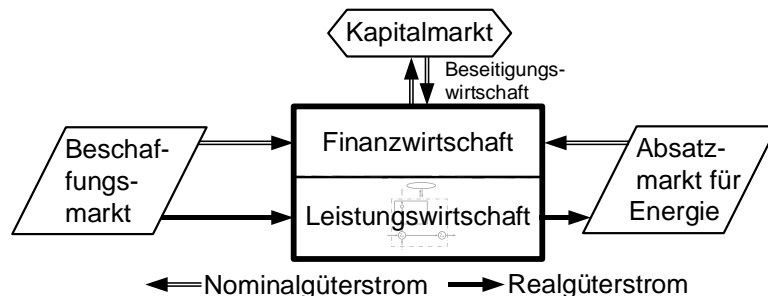 Kapitalmarkt
Beseitigungs-
wirtschaft
Beschaf-
fungs-
markt
Finanzwirtschaft
Leistungswirtschaft
Absatz-
markt für
Energie
Nominalgüterstrom
Realgüterstrom